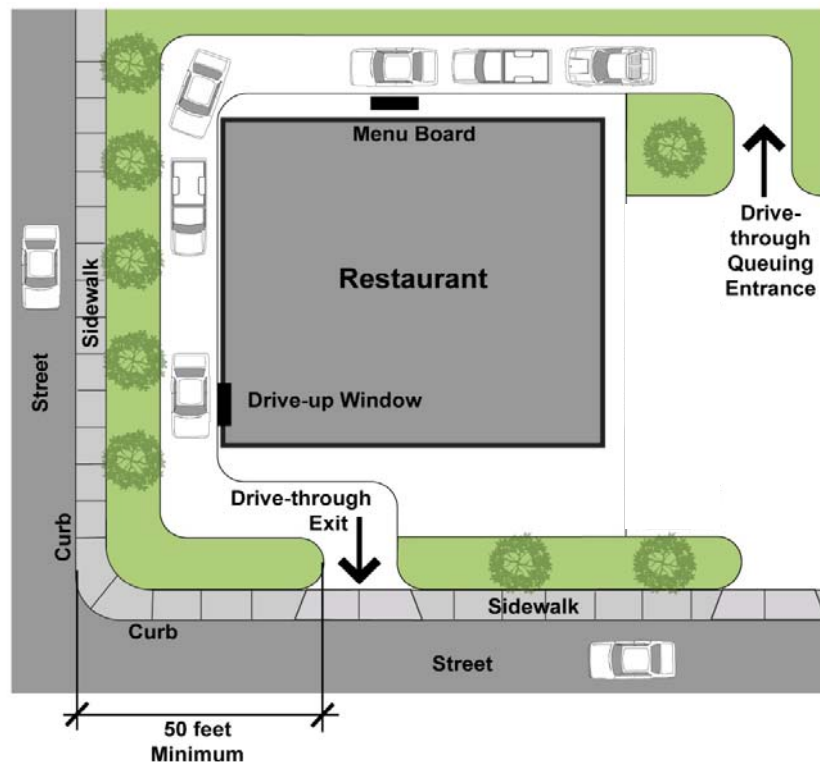 Menu Board
Drive-
through
Queuing
Entrance
Restaurant
Sidewalk
Street
Drive-up Window
Drive-through
Exit
Curb
Sidewalk
Curb
Street
50 feet
Minimum